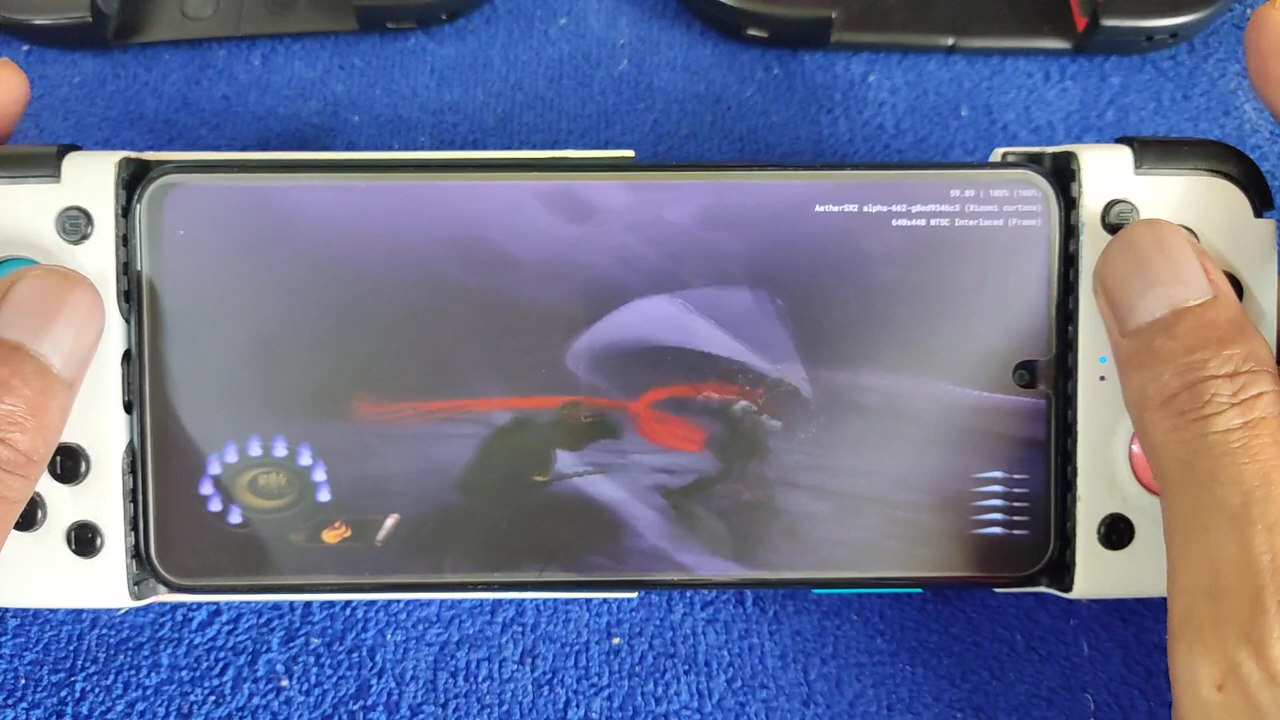 59.89 | 100% (100%)
AetherSX2 alpha-662-g8ed9346c3 (Xiaomi curtana)
640x448 NTSC Interlaced (Frame)